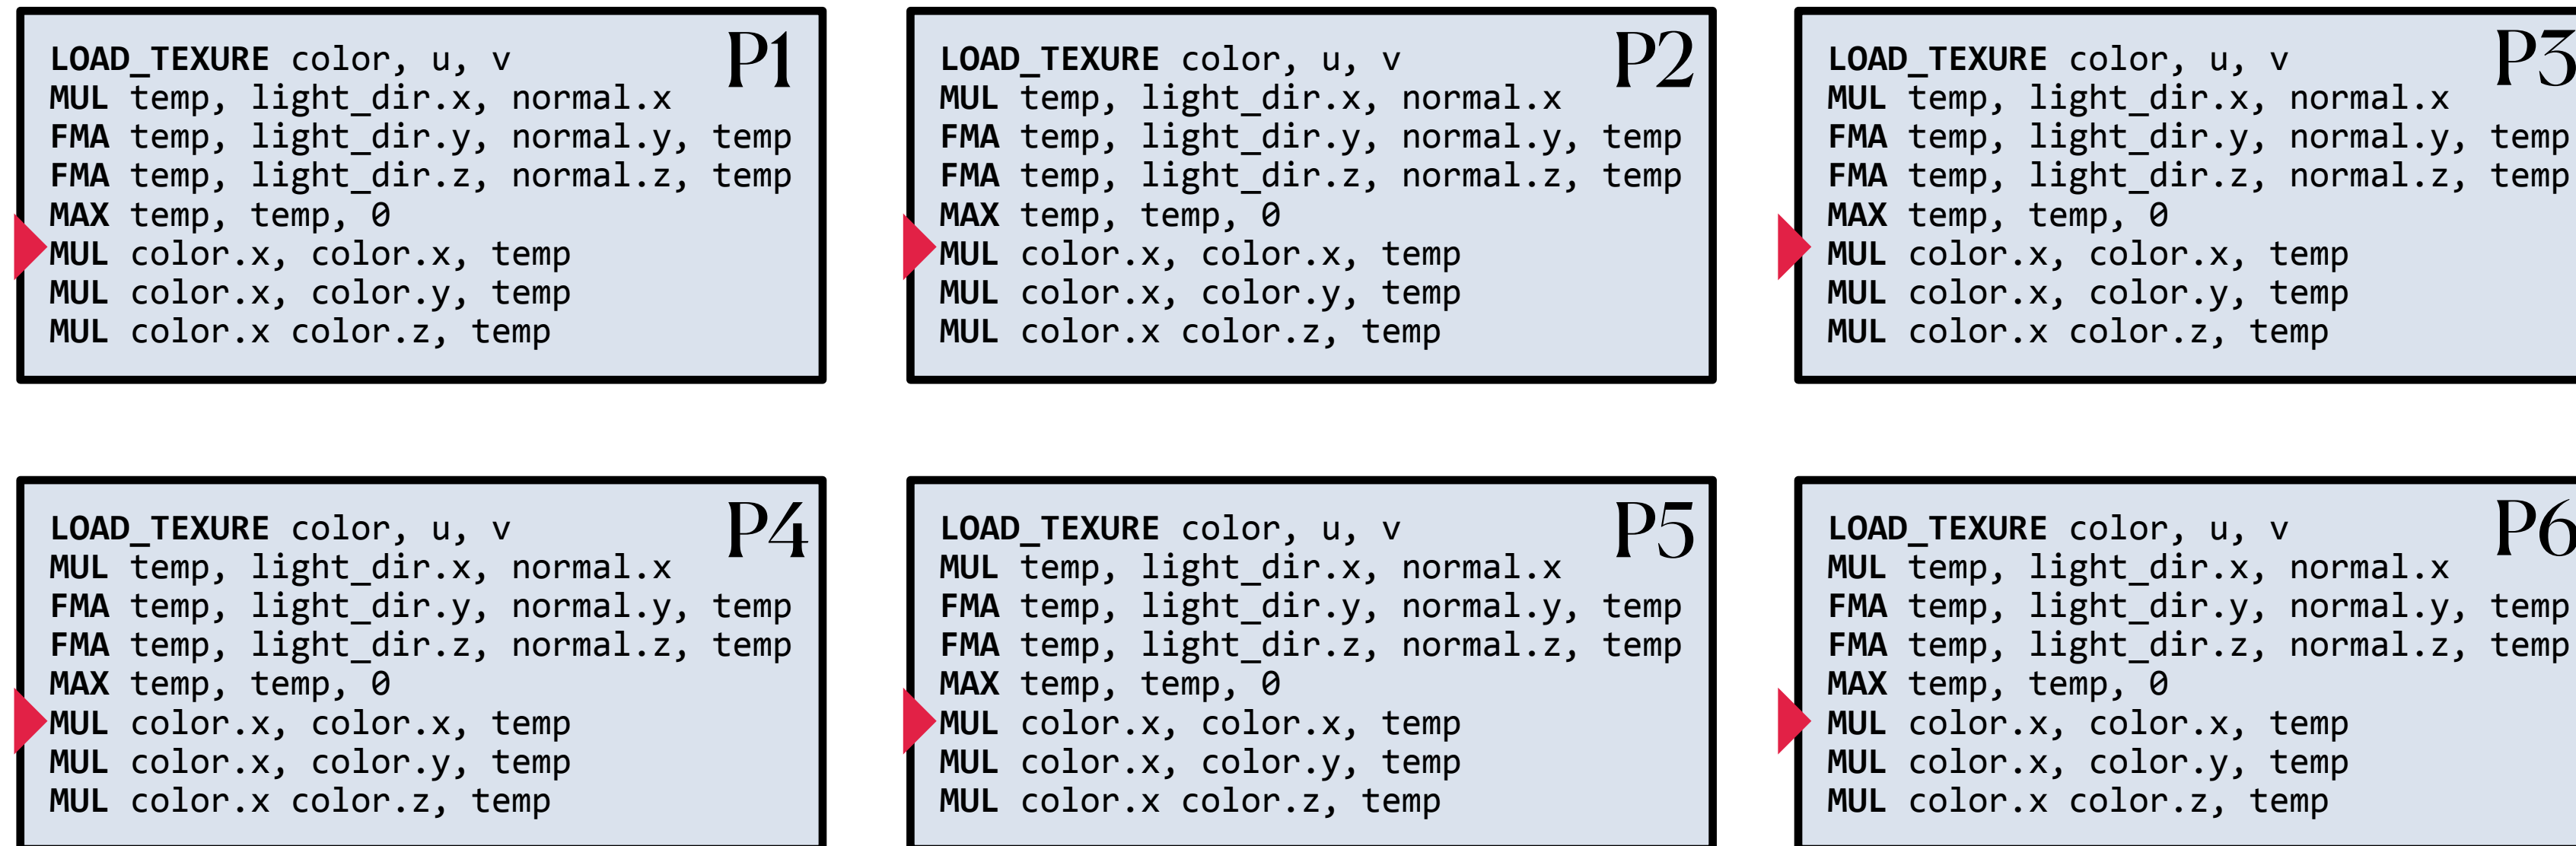 P1
LOAD_TEXURE color, u, v
MUL temp, light_dir.x, normal.x
FMA temp, light_dir.y, normal.y, temp
FMA temp, light_dir.z, normal.z, temp
MAX temp, temp, 0
MUL color.x, color.x, temp
MUL color.x, color.y, temp
MUL color.x color.z, temp
P2
LOAD_TEXURE color, u, v
MUL temp, light_dir.x, normal.x
FMA temp, light_dir.y, normal.y, temp
FMA temp, light_dir.z, normal.z, temp
MAX temp, temp, 0
MUL color.x, color.x, temp
MUL color.x, color.y, temp
MUL color.x color.z, temp
P3
LOAD_TEXURE color, u, v
MUL temp, light_dir.x, normal.x
FMA temp, light_dir.y, normal.y, temp
FMA temp, light_dir.z, normal.z, temp
MAX temp, temp, 0
MUL color.x, color.x, temp
MUL color.x, color.y, temp
MUL color.x color.z, temp
P4
LOAD_TEXURE color, u, v
MUL temp, light_dir.x, normal.x
FMA temp, light_dir.y, normal.y, temp
FMA temp, light_dir.z, normal.z, temp
MAX temp, temp, 0
MUL color.x, color.x, temp
MUL color.x, color.y, temp
MUL color.x color.z, temp
P5
LOAD_TEXURE color, u, v
MUL temp, light_dir.x, normal.x
FMA temp, light_dir.y, normal.y, temp
FMA temp, light_dir.z, normal.z, temp
MAX temp, temp, 0
MUL color.x, color.x, temp
MUL color.x, color.y, temp
MUL color.x color.z, temp
P6
LOAD_TEXURE color, u, v
MUL temp, light_dir.x, normal.x
FMA temp, light_dir.y, normal.y, temp
FMA temp, light_dir.z, normal.z, temp
MAX temp, temp, 0
MUL color.x, color.x, temp
MUL color.x, color.y, temp
MUL color.x color.z, temp